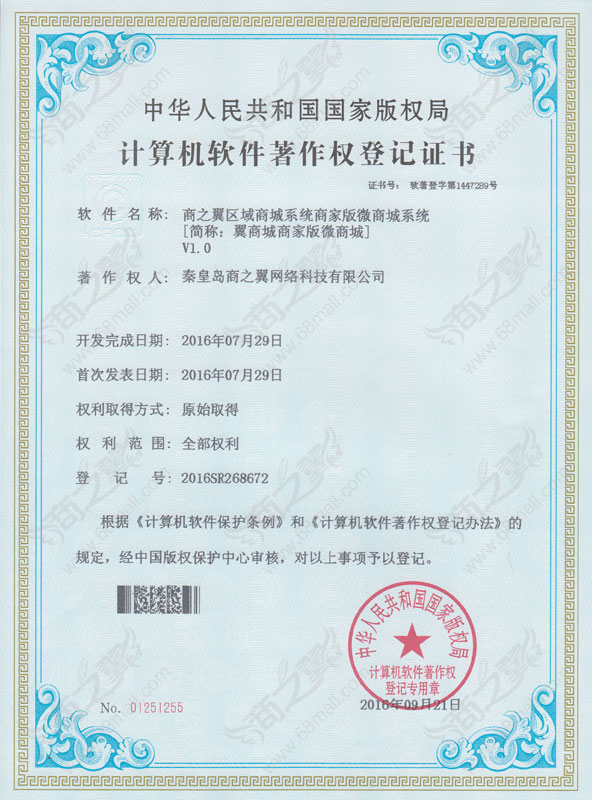 中华人民共和国国家版权局
计算机软件著作权登记证书
证书号： 软著登字第1447289号
软件名称： 商之翼区域商城系统商家版微商城系统
[简称：翼商城商家版微商城]
V1.0
著作权人： 秦皇岛商之翼网络科技有限公司
开发完成日期： 2016年07月29日
首次发表日期： 2016年07月29日
权利取得方式： 原始取得
权利范围： 全部权利
登记号： 2016SR268672
根据《计算机软件保护条例》和《计算机软件著作权登记办法》的
规定，经中国版权保护中心审核，对以上事项予以登记。
中华人民共和国国家版权局
计算机软件著作权
登记专用章
2016年09月21日
No. 01251255
商之翼
www.68mall.com
CPCC